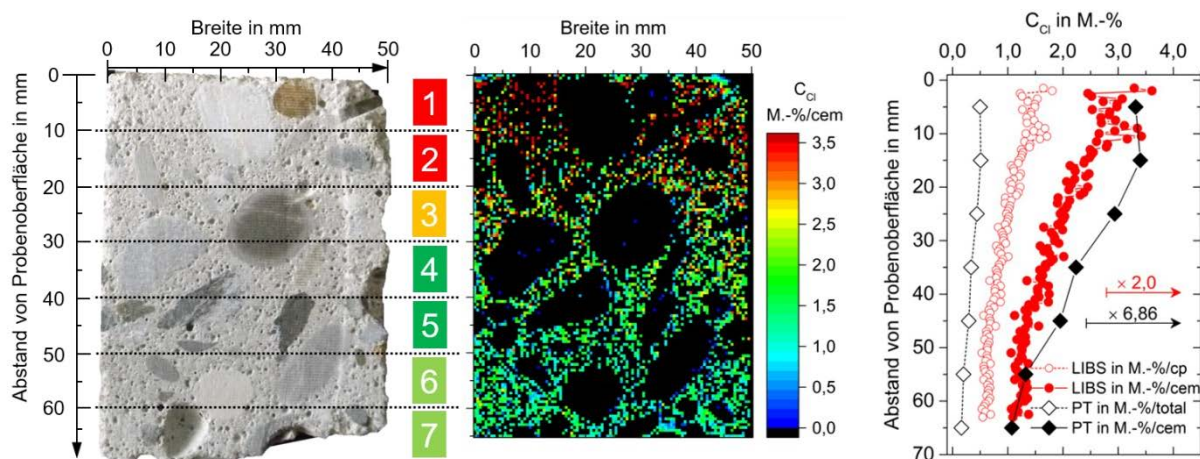 Breite in mm
0 10 20 30 40 50
Abstand von Probenoberfläche in mm
0
10
20
30
40
50
60
1
2
3
4
5
6
7
Breite in mm
0 10 20 30 40 50
C_Cl
M.-%/cem
3,5
3,0
2,5
2,0
1,5
1,0
0,5
0,0
C_Cl in M.-%
0,0 1,0 2,0 3,0 4,0
Abstand von Probenoberfläche in mm
0
10
20
30
40
50
60
70
× 2,0
× 6,86
LIBS in M.-%/cp
LIBS in M.-%/cem
PT in M.-%/total
PT in M.-%/cem